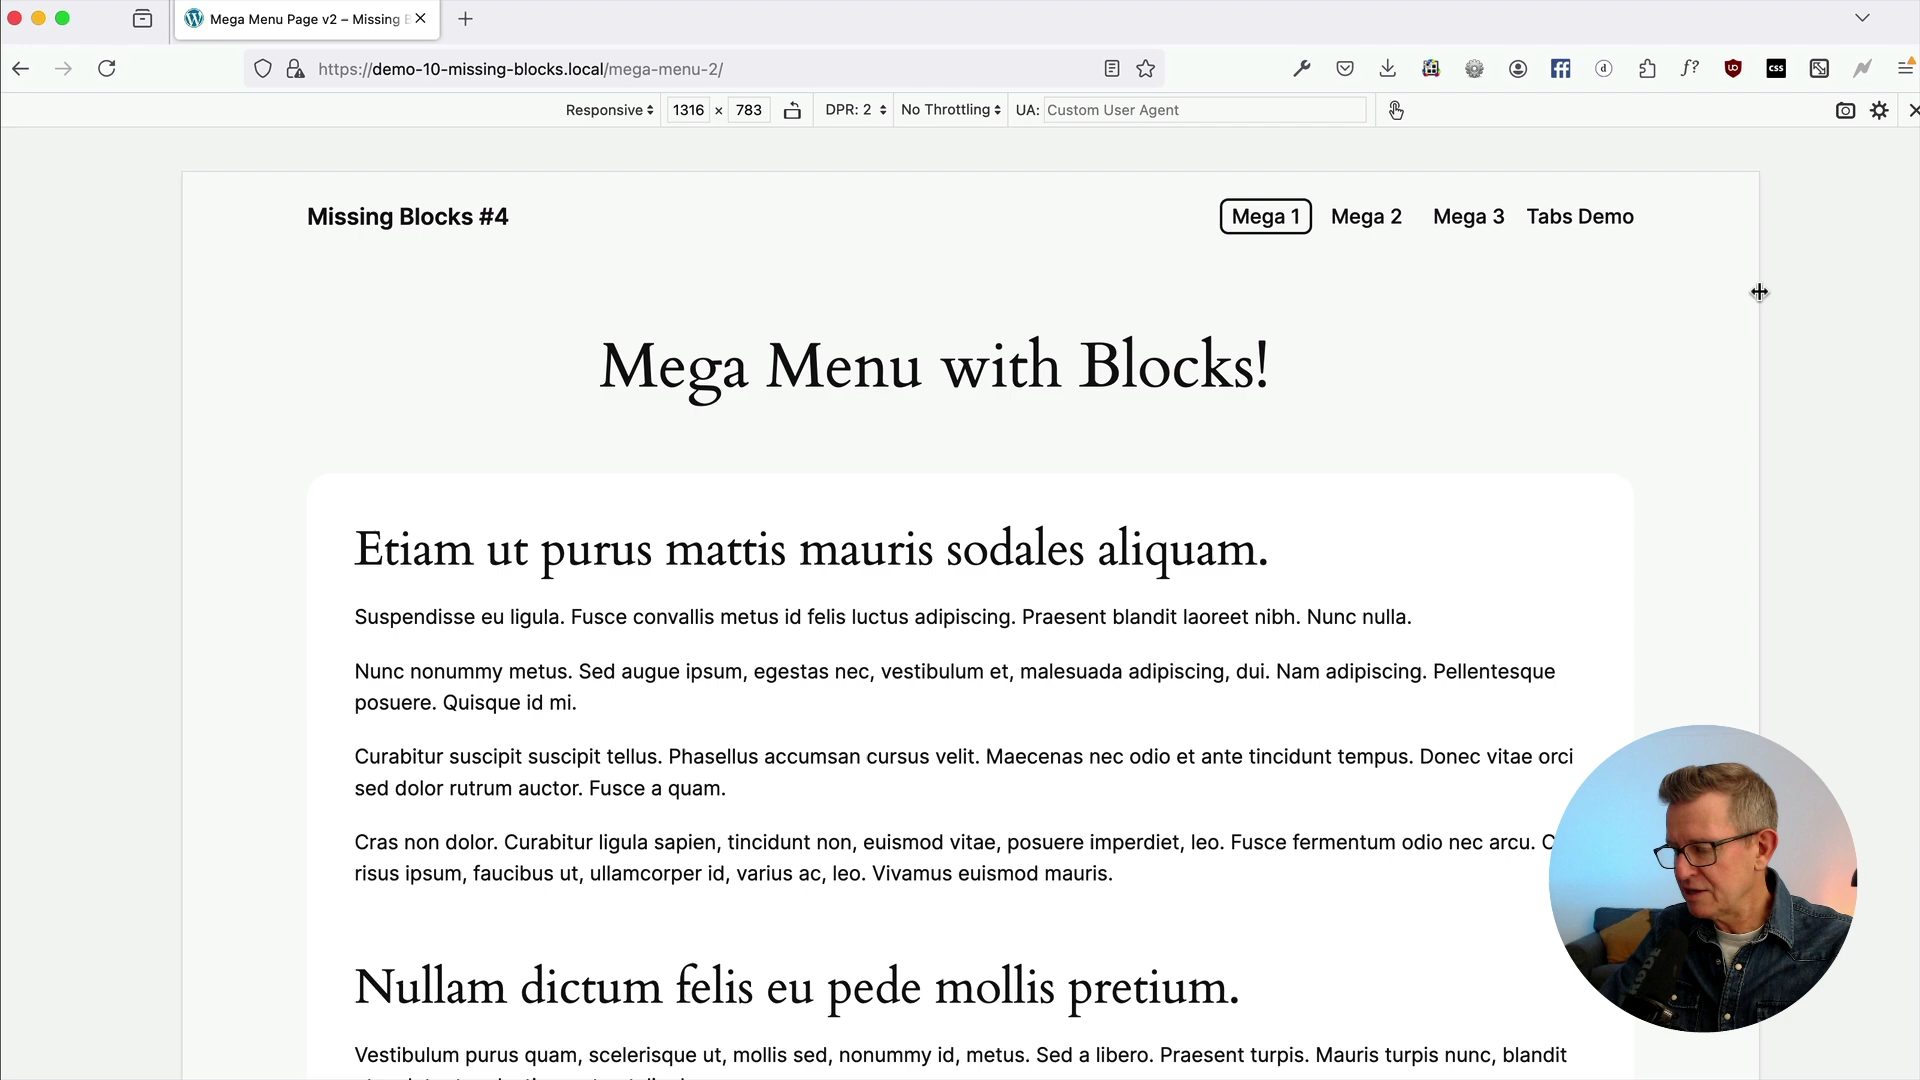 Mega Menu Page v2 – Missing
https://demo-10-missing-blocks.local/mega-menu-2/
Responsive 1316 × 783 DPR: 2 No Throttling UA: Custom User Agent
Missing Blocks #4
Mega 1 Mega 2 Mega 3 Tabs Demo
Mega Menu with Blocks!
Etiam ut purus mattis mauris sodales aliquam.
Suspendisse eu ligula. Fusce convallis metus id felis luctus adipiscing. Praesent blandit laoreet nibh. Nunc nulla.
Nunc nonummy metus. Sed augue ipsum, egestas nec, vestibulum et, malesuada adipiscing, dui. Nam adipiscing. Pellentesque
posuere. Quisque id mi.
Curabitur suscipit suscipit tellus. Phasellus accumsan cursus velit. Maecenas nec odio et ante tincidunt tempus. Donec vitae orci
sed dolor rutrum auctor. Fusce a quam.
Cras non dolor. Curabitur ligula sapien, tincidunt non, euismod vitae, posuere imperdiet, leo. Fusce fermentum odio nec arcu.
risus ipsum, faucibus ut, ullamcorper id, varius ac, leo. Vivamus euismod mauris.
Nullam dictum felis eu pede mollis pretium.
Vestibulum purus quam, scelerisque ut, mollis sed, nonummy id, metus. Sed a libero. Praesent turpis. Mauris turpis nunc, blandit